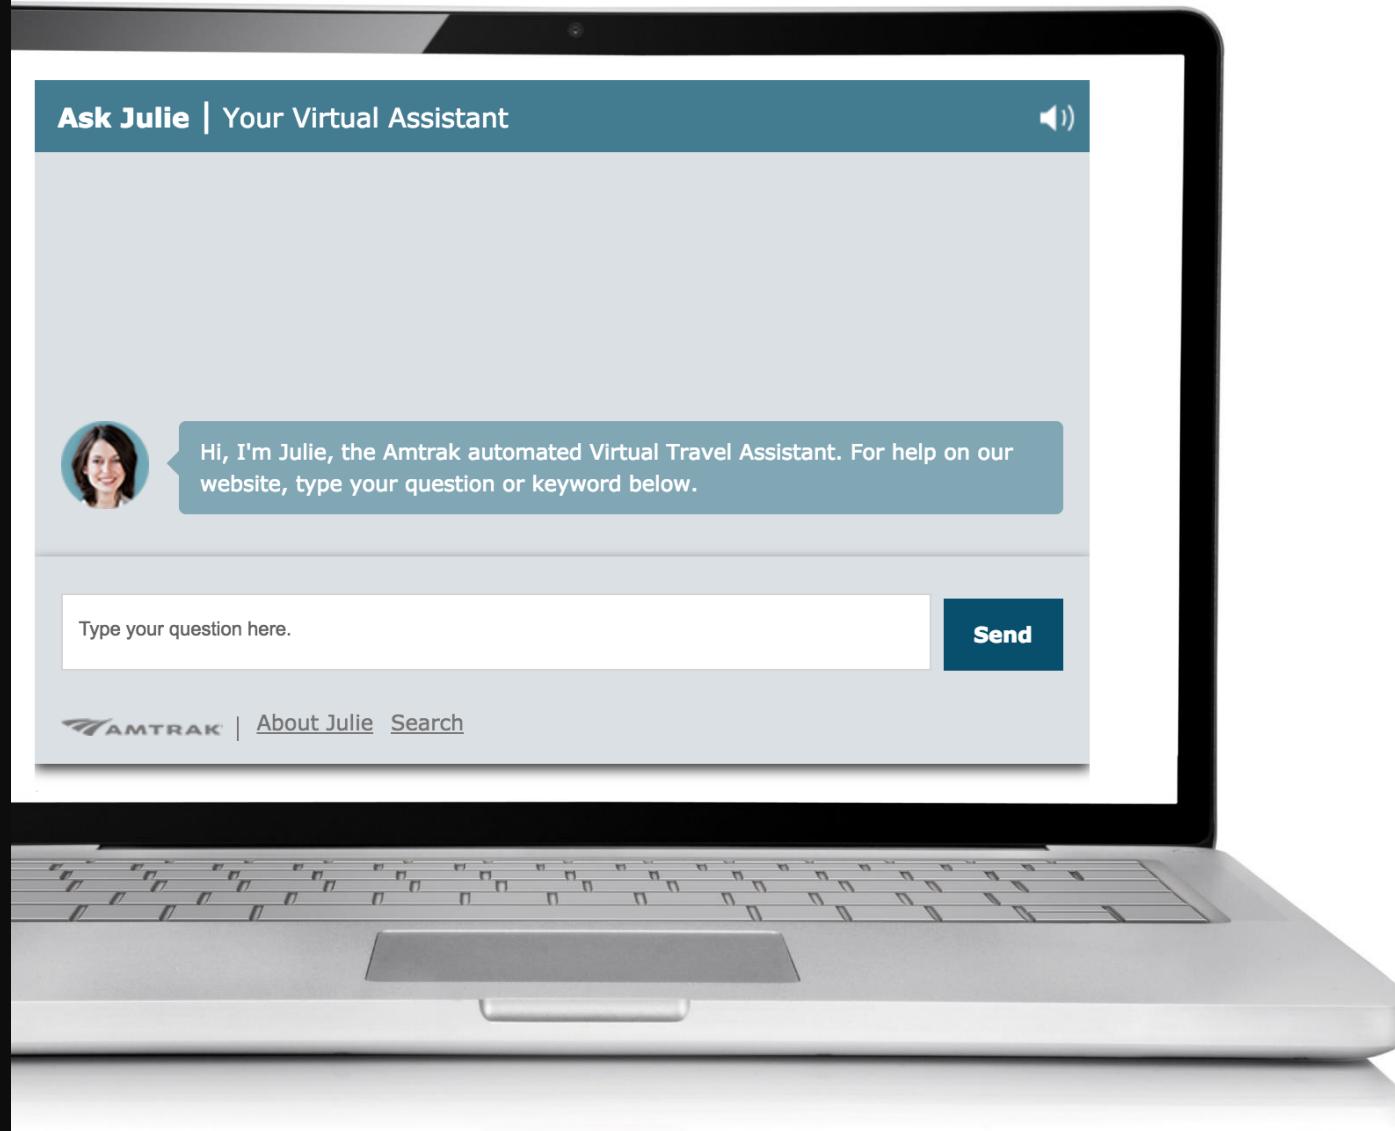 Ask Julie | Your Virtual Assistant
Hi, I'm Julie, the Amtrak automated Virtual Travel Assistant. For help on our
website, type your question or keyword below.
Type your question here.
Send
AMTRAK | About Julie Search